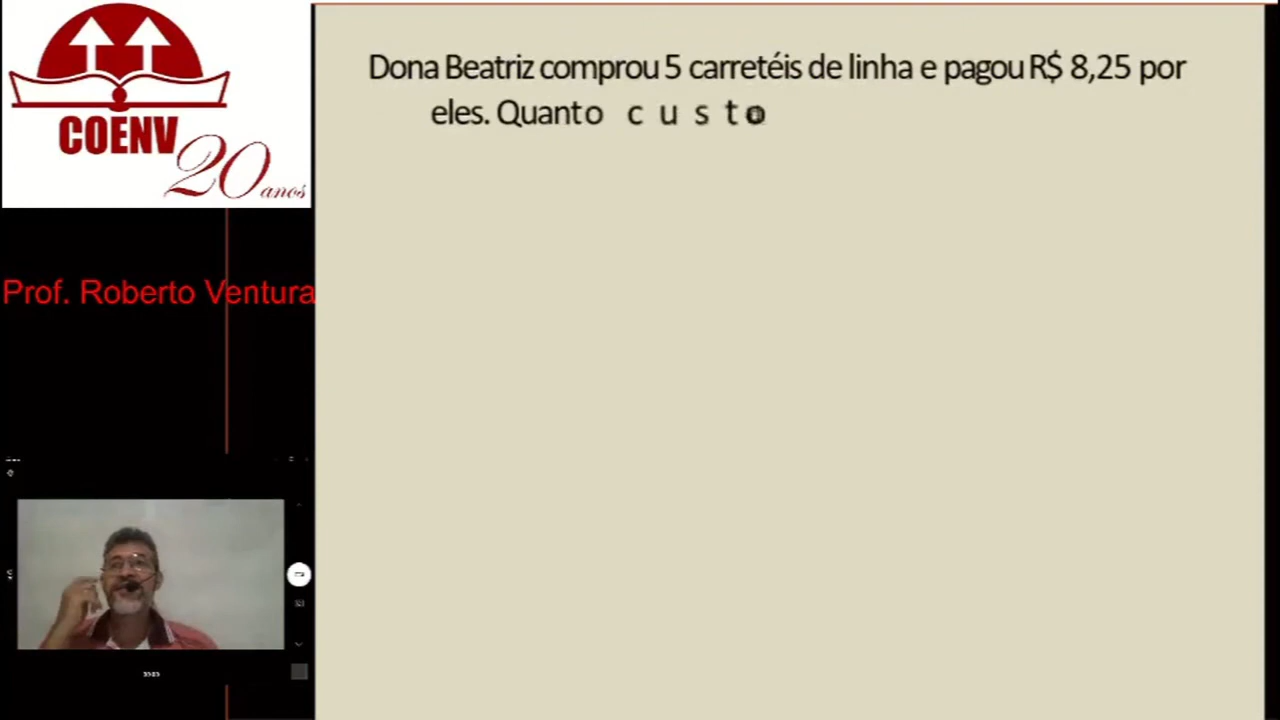 COENV
20 anos
Prof. Roberto Ventura
Dona Beatriz comprou 5 carretéis de linha e pagou R$ 8,25 por
eles. Quanto c u s t o